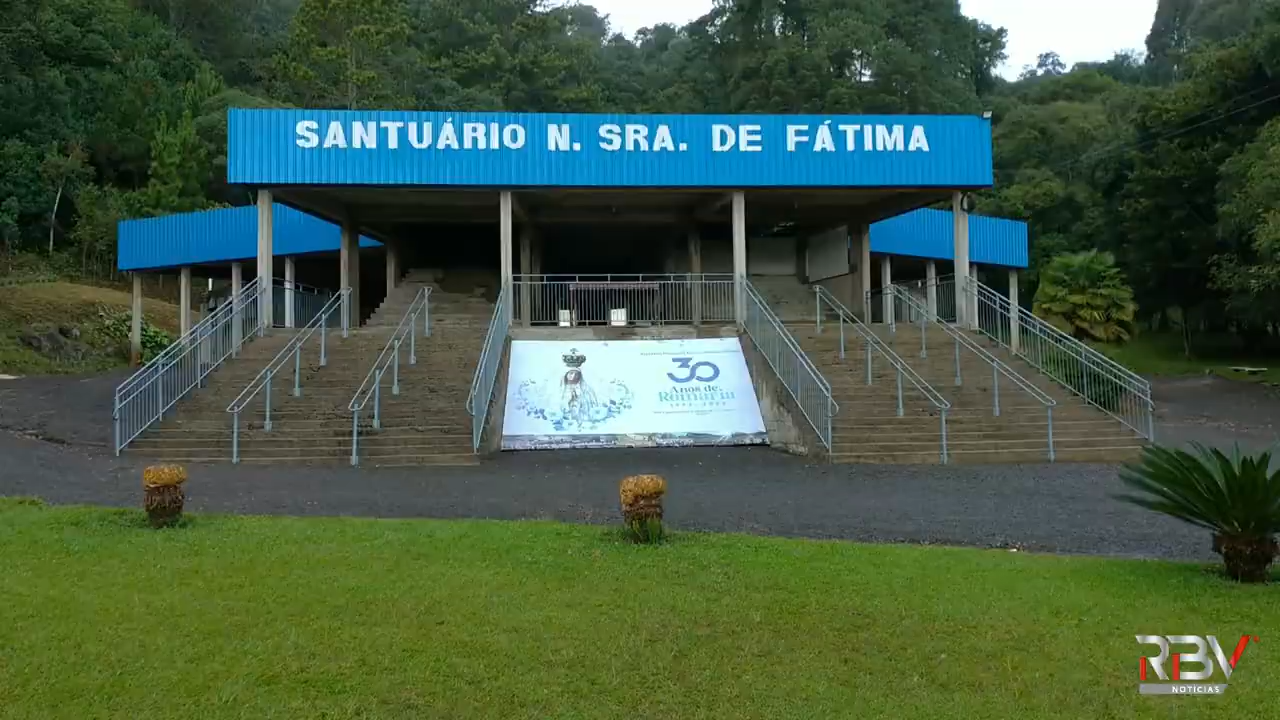 SANTUÁRIO N. SRA. DE FÁTIMA
30
Anos de
Romaria
RBV
NOTÍCIAS